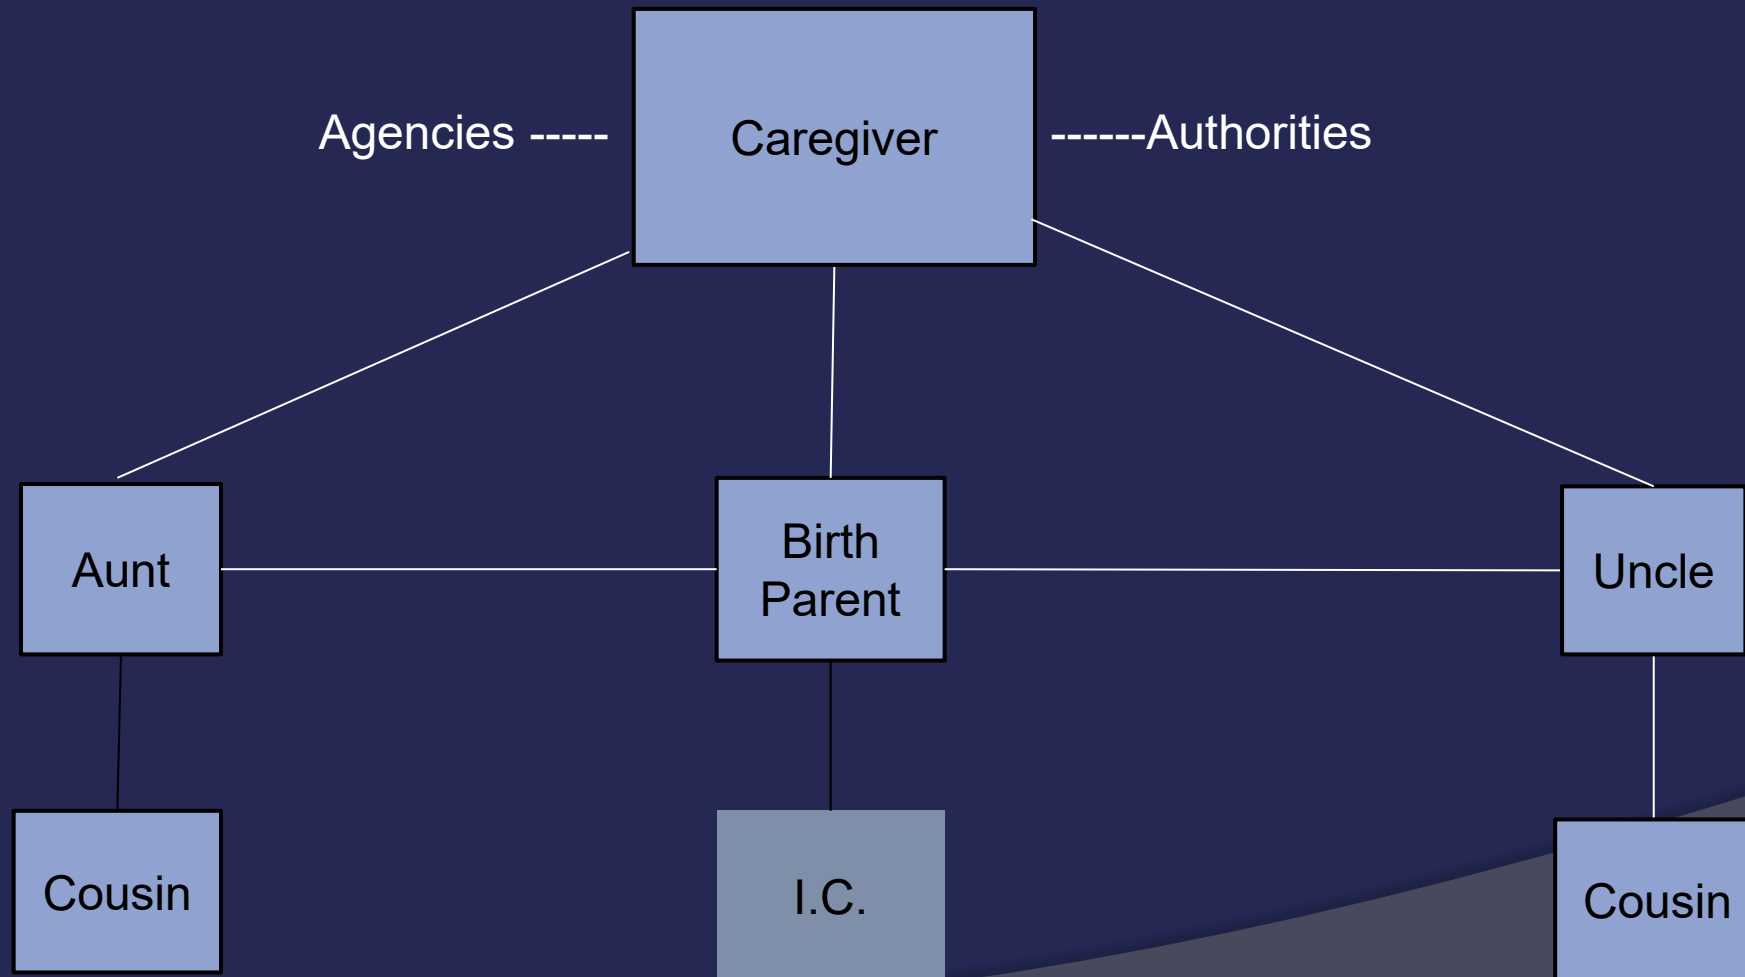 Agencies -----
Caregiver
------Authorities
Aunt
Birth
Parent
Uncle
Cousin
I.C.
Cousin